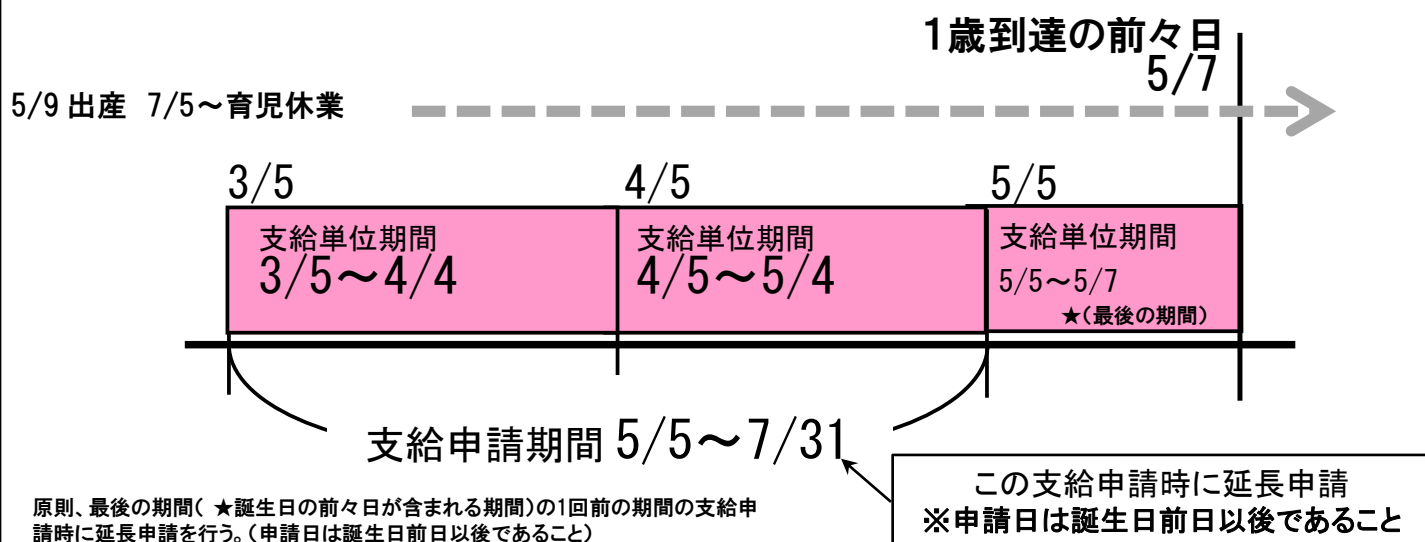 1歳到達の前々日
5/7
5/9 出産 7/5～育児休業
3/5
4/5
5/5
支給単位期間
3/5～4/4
支給単位期間
4/5～5/4
支給単位期間
5/5～5/7
★(最後の期間)
支給申請期間 5/5～7/31
この支給申請時に延長申請
※申請日は誕生日前日以後であること
原則、最後の期間( ★誕生日の前々日が含まれる期間)の1回前の期間の支給申
請時に延長申請を行う。(申請日は誕生日前日以後であること)